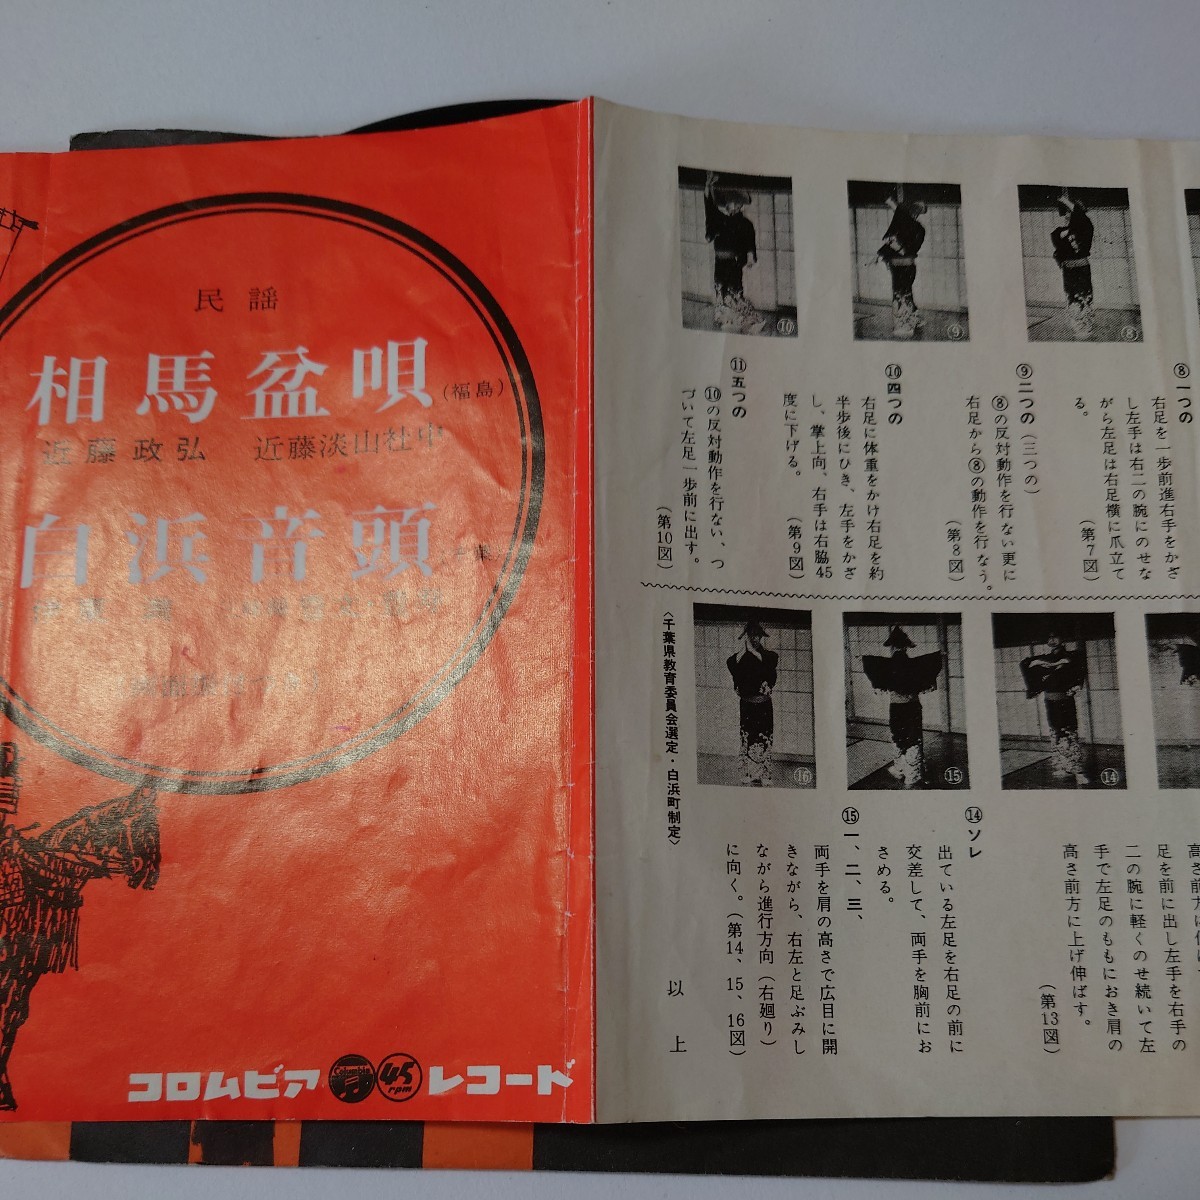 民謡
相馬盆唄(福島)
近藤政弘　近藤淡山社中
白浜音頭
コロムビア Columbia 45 rpm レコード
⑧
⑨
⑩
⑧一つの
右足を一歩前進右手をかざ
し左手は右二の腕にのせな
がら左足は右足横に爪立て
る。
(第7図)
⑨二つの(三つの)
⑧の反対動作を行ない更に
右足から⑧の動作を行なう。
(第8図)
⑩四つの
右足に体重をかけ右足を約
半歩後にひき、左手をかざ
し、掌上向、右手は右脇45
度に下げる。
(第9図)
⑪五つの
⑩の反対動作を行ない、つ
づいて左足一歩前に出す。
(第10図)
⑭
⑮
⑯
足を前に出し左手を右手の
二の腕に軽くのせ続いて左
手で左足のももにおき肩の
高さ前方に上げ伸ばす。
(第13図)
⑭ソレ
出ている左足を右足の前に
交差して、両手を胸前にお
さめる。
⑮一、二、三、
両手を肩の高さで広目に開
きながら、右左と足ぶみし
ながら進行方向(右廻り)
に向く。(第14、15、16図)
以上
〈千葉県教育委員会選定・白浜町制定〉